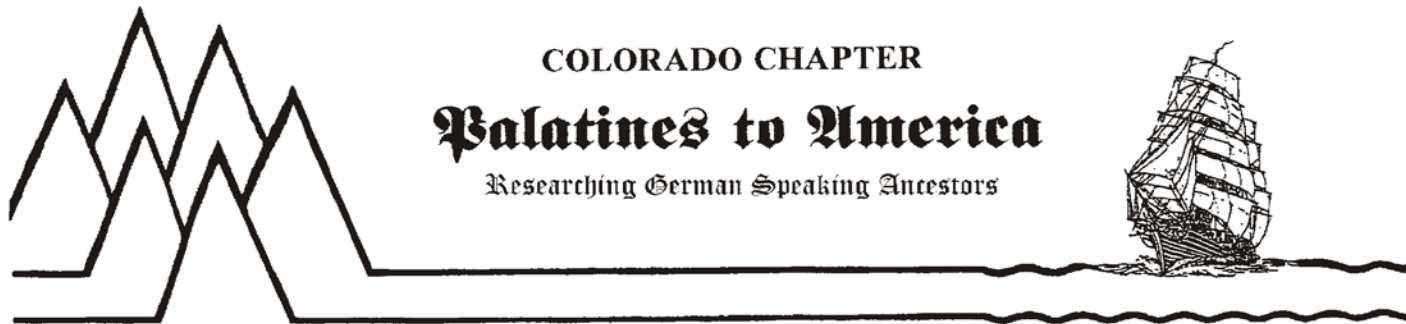 COLORADO CHAPTER
Palatines to America
Researching German Speaking Ancestors